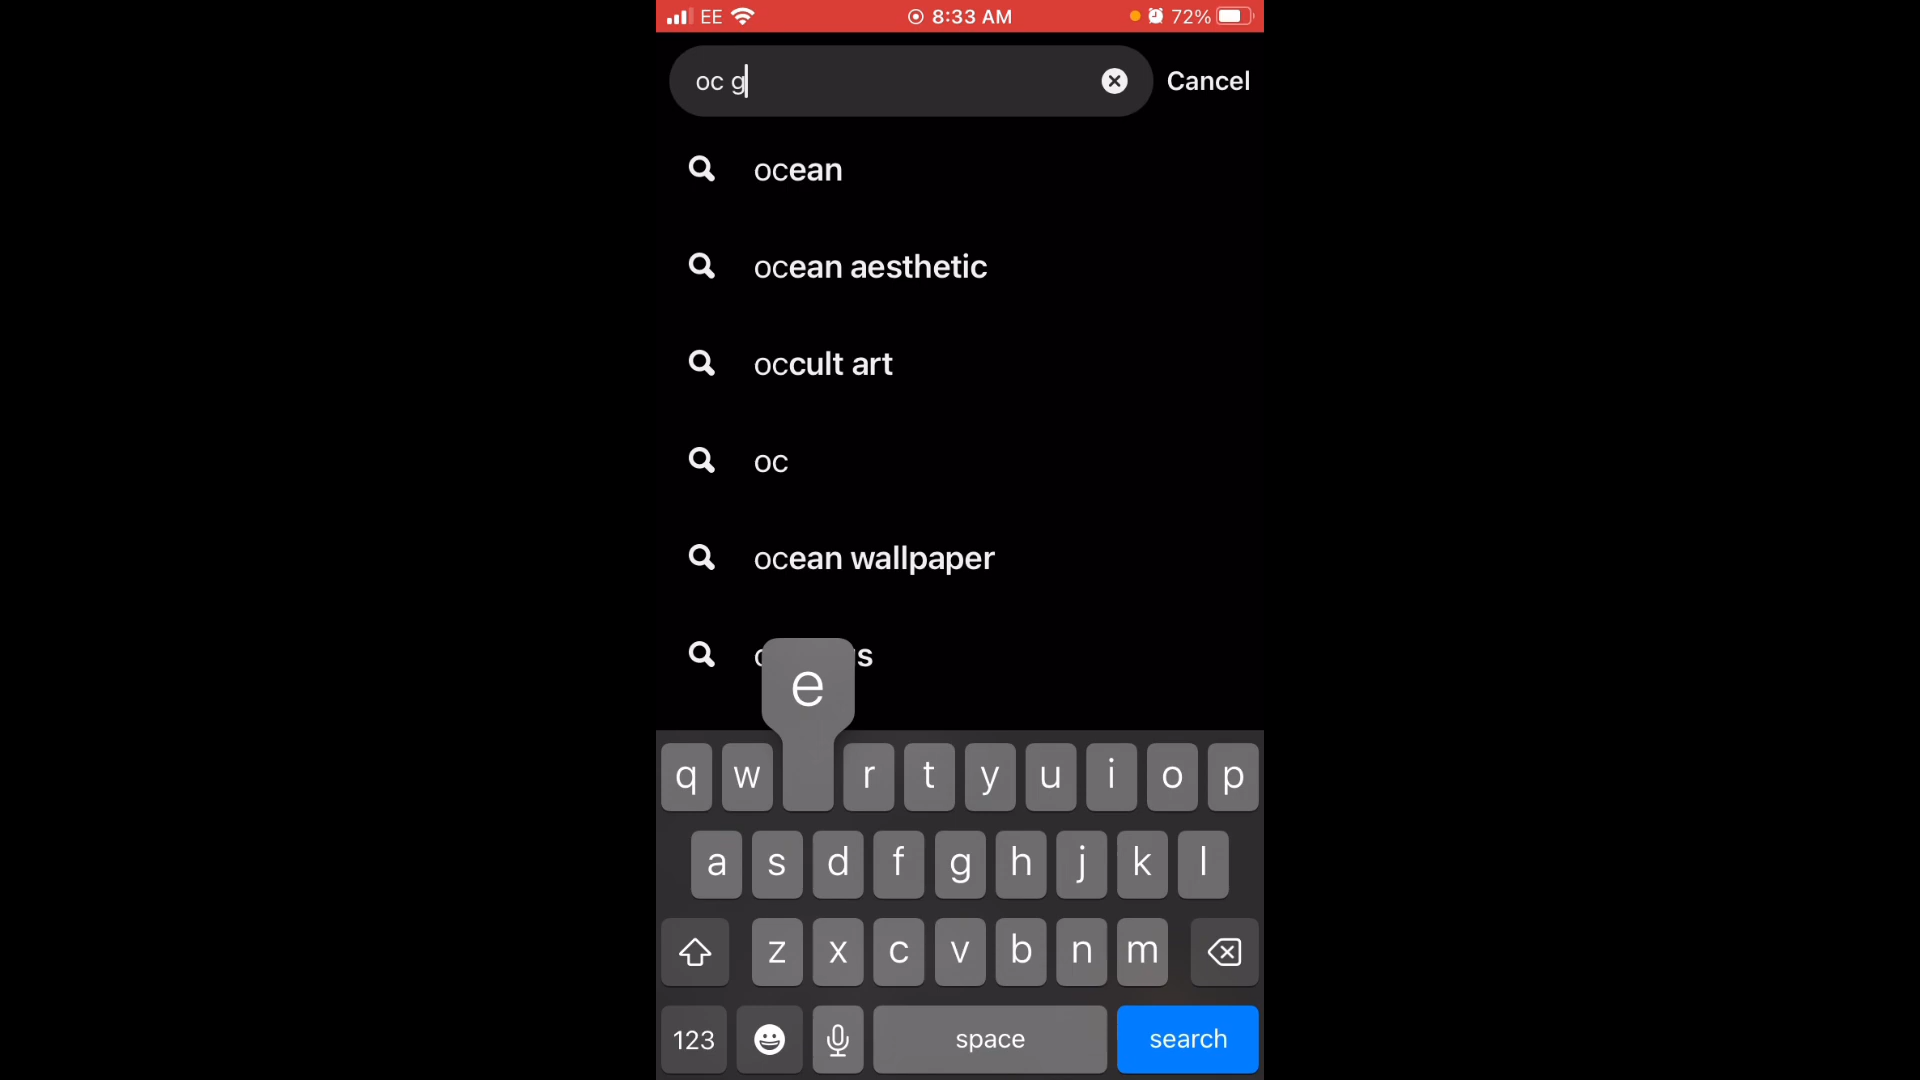 EE 8:33 AM 72%
oc g Cancel
ocean
ocean aesthetic
occult art
oc
ocean wallpaper
e
q w r t y u i o p
a s d f g h j k l
z x c v b n m
123 space search